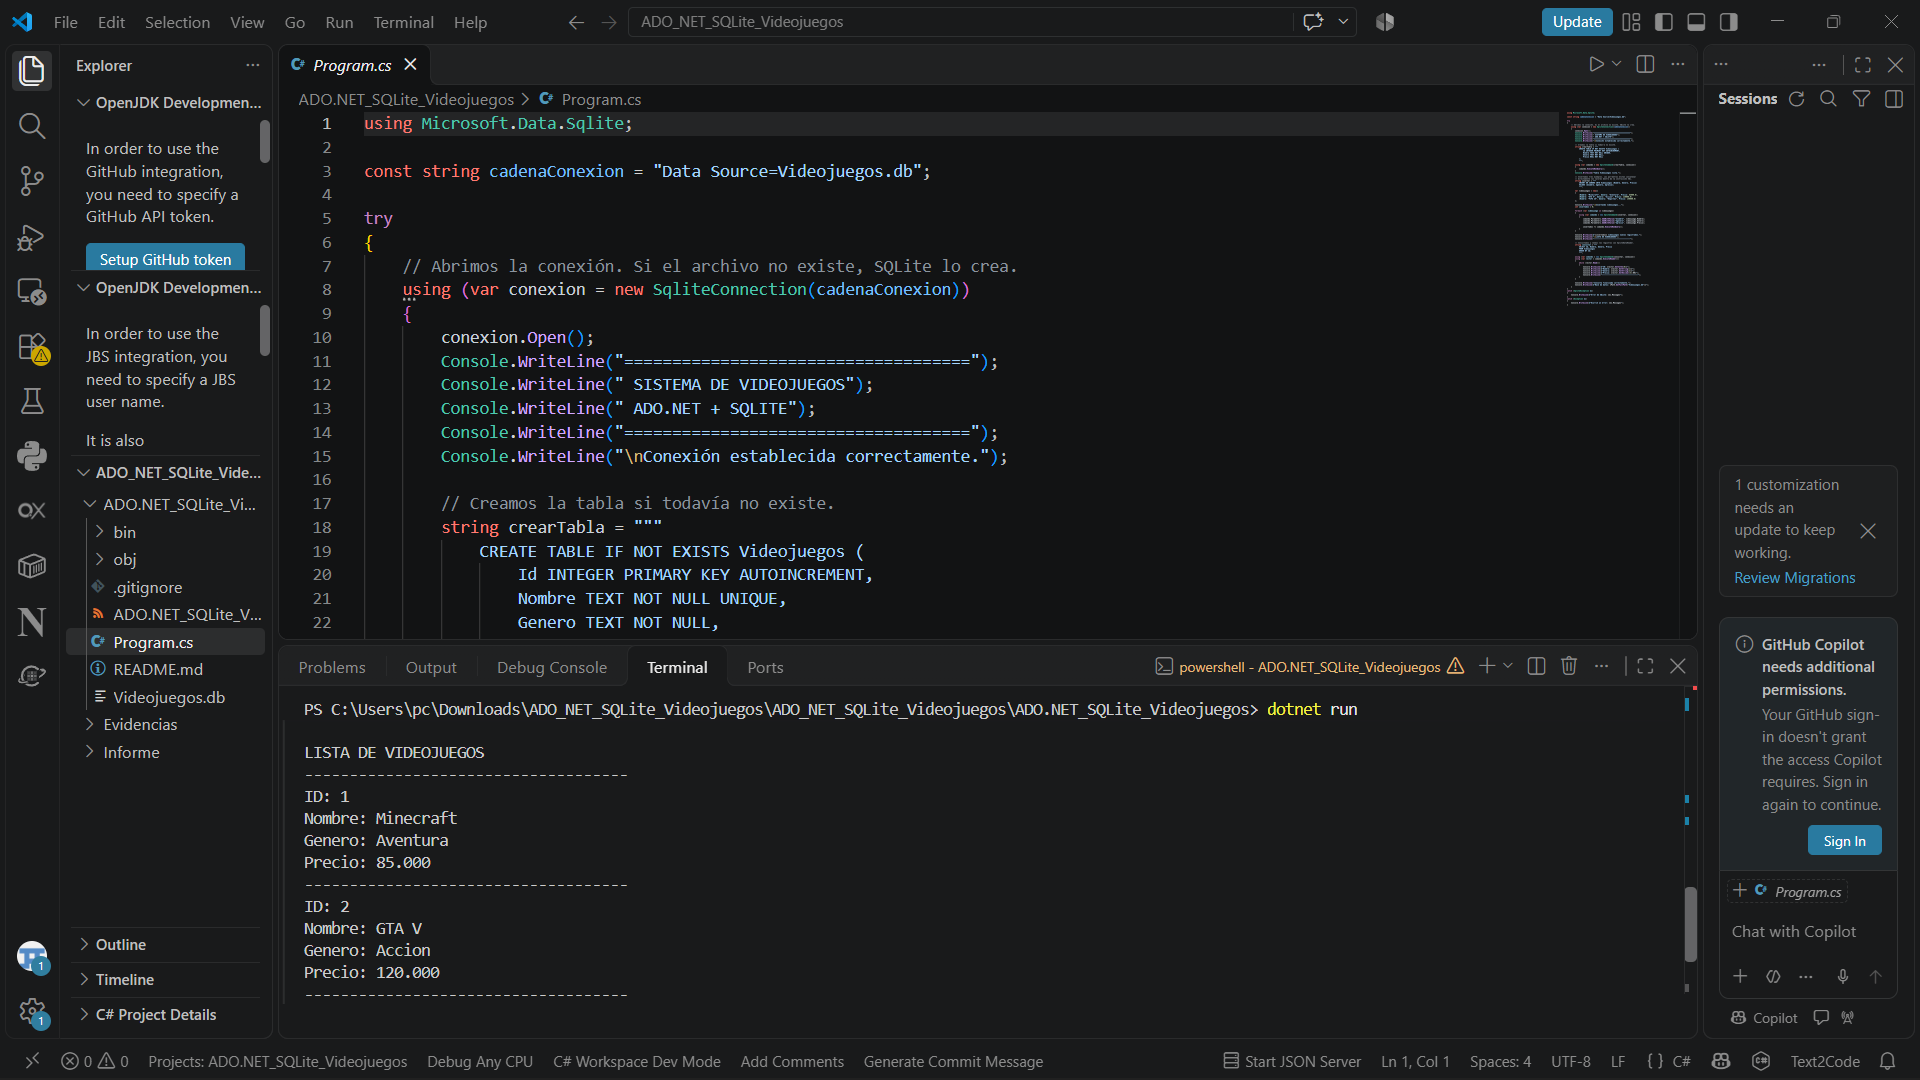 File Edit Selection View Go Run Terminal Help
ADO.NET_SQLite_Videojuegos
Update
Explorer
OpenJDK Developmen...
In order to use the
GitHub integration,
you need to specify a
GitHub API token.
Setup GitHub token
OpenJDK Developmen...
In order to use the
JBS integration, you
need to specify a JBS
user name.
It is also
ADO_NET_SQLite_Vide...
ADO.NET_SQLite_Vi...
bin
obj
.gitignore
ADO.NET_SQLite_V...
Program.cs
README.md
Videojuegos.db
Evidencias
Informe
Outline
Timeline
C# Project Details
Program.cs
ADO.NET_SQLite_Videojuegos > Program.cs
1 using Microsoft.Data.Sqlite;
2
3 const string cadenaConexion = "Data Source=Videojuegos.db";
4
5 try
6 {
7 // Abrimos la conexión. Si el archivo no existe, SQLite lo crea.
8 using (var conexion = new SqliteConnection(cadenaConexion))
9 {
10 conexion.Open();
11 Console.WriteLine("====================================");
12 Console.WriteLine(" SISTEMA DE VIDEOJUEGOS");
13 Console.WriteLine(" ADO.NET + SQLITE");
14 Console.WriteLine("====================================");
15 Console.WriteLine("\nConexión establecida correctamente.");
16
17 // Creamos la tabla si todavía no existe.
18 string crearTabla = """
19 CREATE TABLE IF NOT EXISTS Videojuegos (
20 Id INTEGER PRIMARY KEY AUTOINCREMENT,
21 Nombre TEXT NOT NULL UNIQUE,
22 Genero TEXT NOT NULL,
Problems Output Debug Console Terminal Ports
powershell - ADO.NET_SQLite_Videojuegos
PS C:\Users\pc\Downloads\ADO_NET_SQLite_Videojuegos\ADO_NET_SQLite_Videojuegos\ADO.NET_SQLite_Videojuegos> dotnet run
LISTA DE VIDEOJUEGOS
------------------------------------
ID: 1
Nombre: Minecraft
Genero: Aventura
Precio: 85.000
------------------------------------
ID: 2
Nombre: GTA V
Genero: Accion
Precio: 120.000
------------------------------------
Sessions
1 customization
needs an
update to keep
working.
Review Migrations
GitHub Copilot
needs additional
permissions.
Your GitHub sign-
in doesn't grant
the access Copilot
requires. Sign in
again to continue.
Sign In
Program.cs
Chat with Copilot
Copilot
0 0 Projects: ADO.NET_SQLite_Videojuegos Debug Any CPU C# Workspace Dev Mode Add Comments Generate Commit Message Start JSON Server Ln 1, Col 1 Spaces: 4 UTF-8 LF { } C# Text2Code